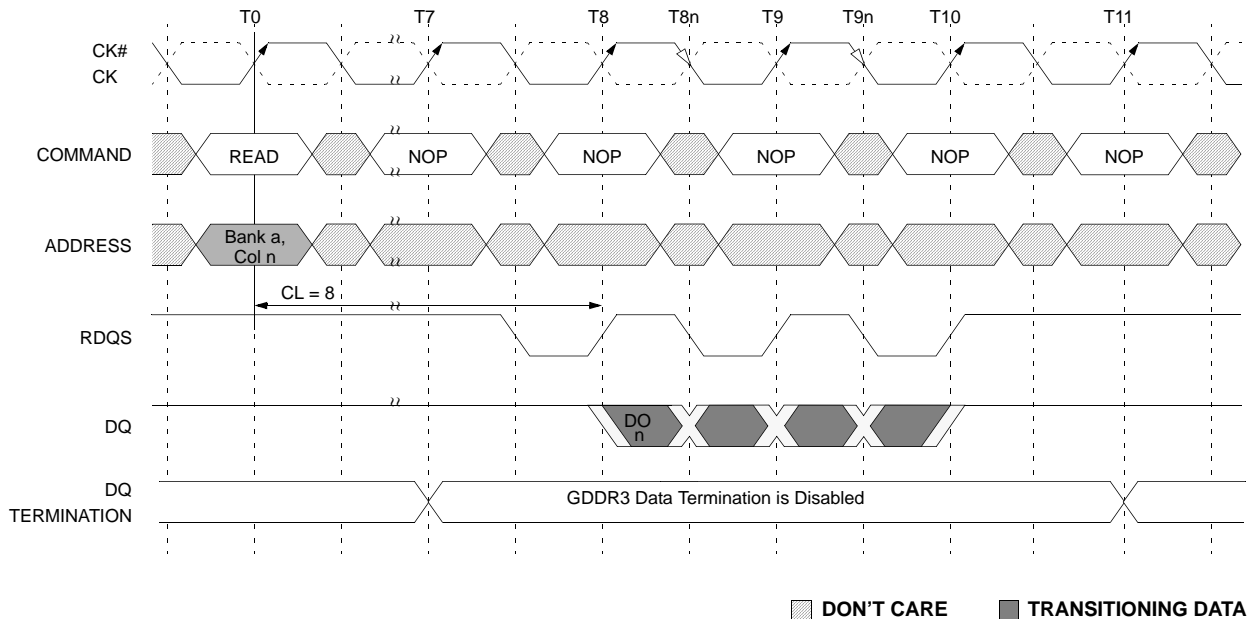 T0 T7 T8 T8n T9 T9n T10 T11
CK#
CK
COMMAND READ NOP NOP NOP NOP NOP
ADDRESS Bank a,
Col n
CL = 8
RDQS
DQ DO
n
DQ
TERMINATION GDDR3 Data Termination is Disabled
DON'T CARE TRANSITIONING DATA